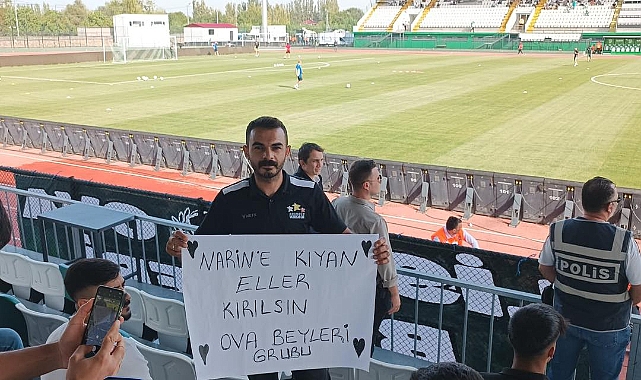 NARİN'E KIYAN
ELLER
KIRILSIN
OVA BEYLERİ
GRUBU
POLİS